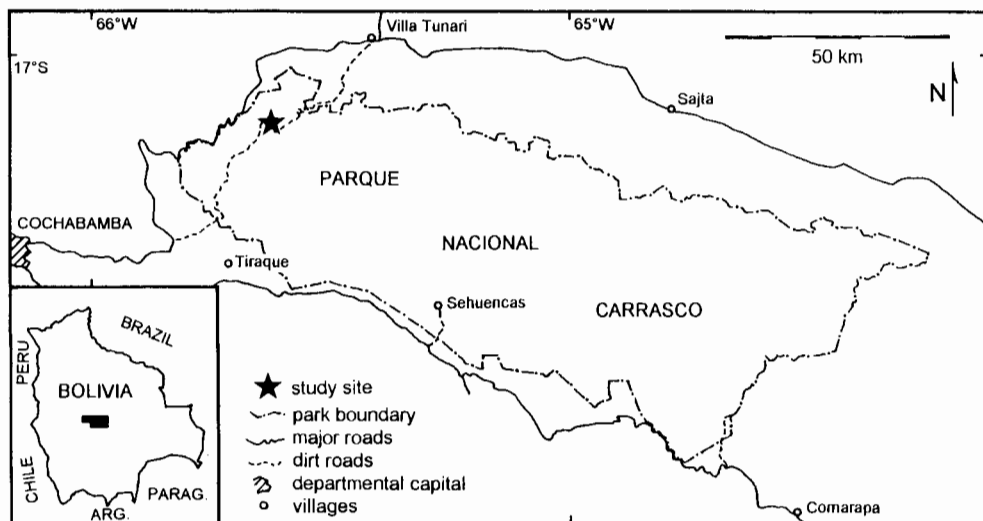 66°W
65°W
Villa Tunari
17°S
50 km
Sajta
N
PARQUE
COCHABAMBA
NACIONAL
Tiraque
Sehuencas
CARRASCO
BRAZIL
PERU
BOLIVIA
CHILE
PARAG.
ARG.
study site
park boundary
major roads
dirt roads
departmental capital
villages
Comarapa